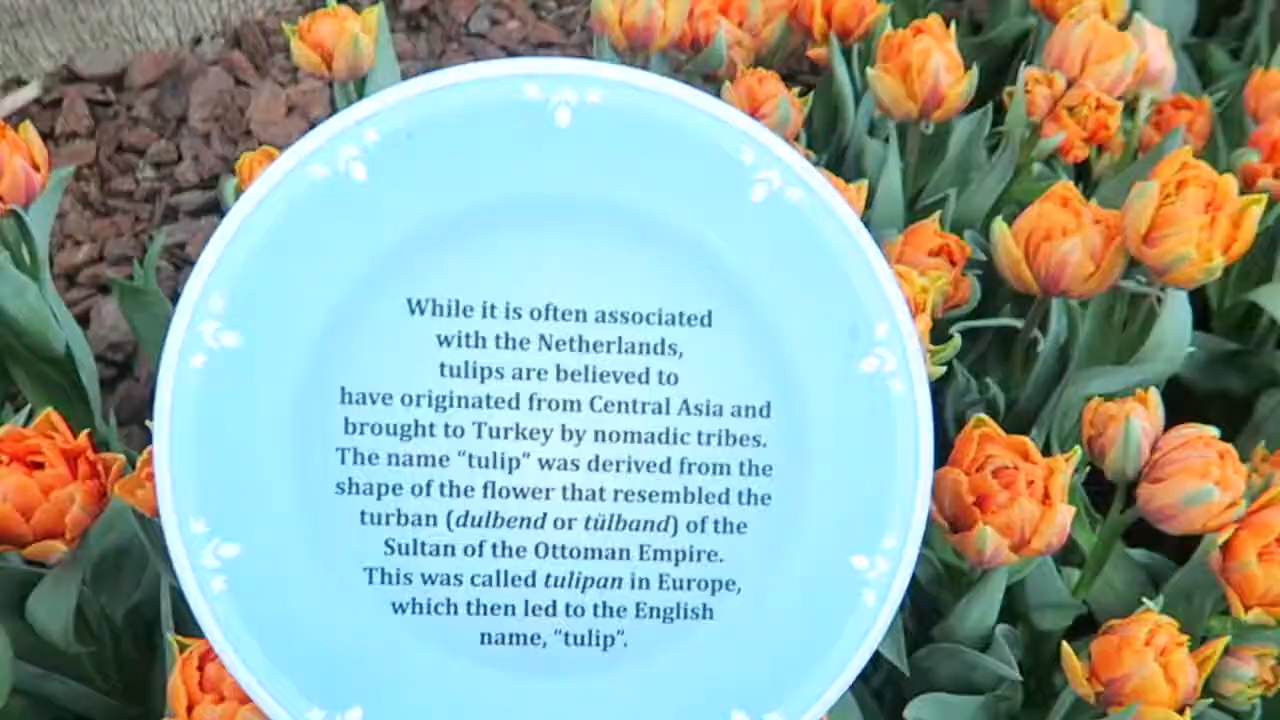 While it is often associated
with the Netherlands,
tulips are believed to
have originated from Central Asia and
brought to Turkey by nomadic tribes.
The name “tulip” was derived from the
shape of the flower that resembled the
turban (dulbend or tülband) of the
Sultan of the Ottoman Empire.
This was called tulipan in Europe,
which then led to the English
name, “tulip”.